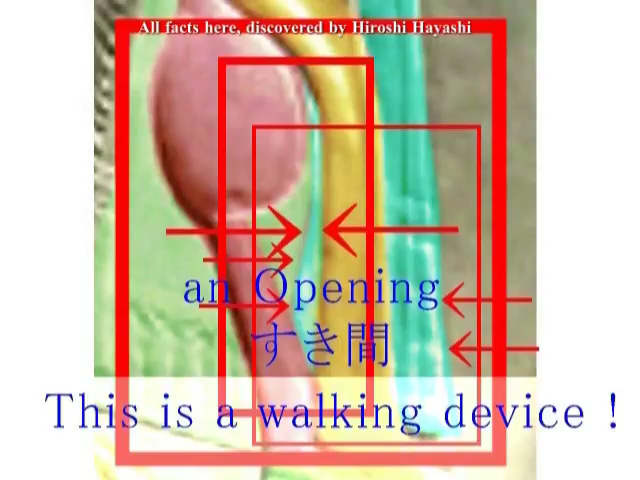 All facts here, discovered by Hiroshi Hayashi
an Opening
すき間
This is a walking device !